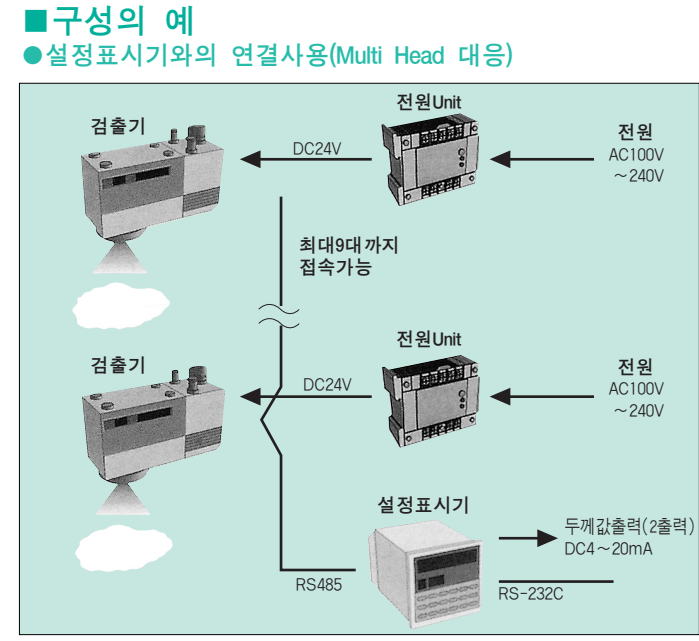 ■구성의 예
●설정표시기와의 연결사용(Multi Head 대응)
검출기
DC24V
전원Unit
전원
AC100V
~240V
최대9대까지
접속가능
검출기
DC24V
전원Unit
전원
AC100V
~240V
설정표시기
두께값출력(2출력)
DC4~20mA
RS485
RS-232C